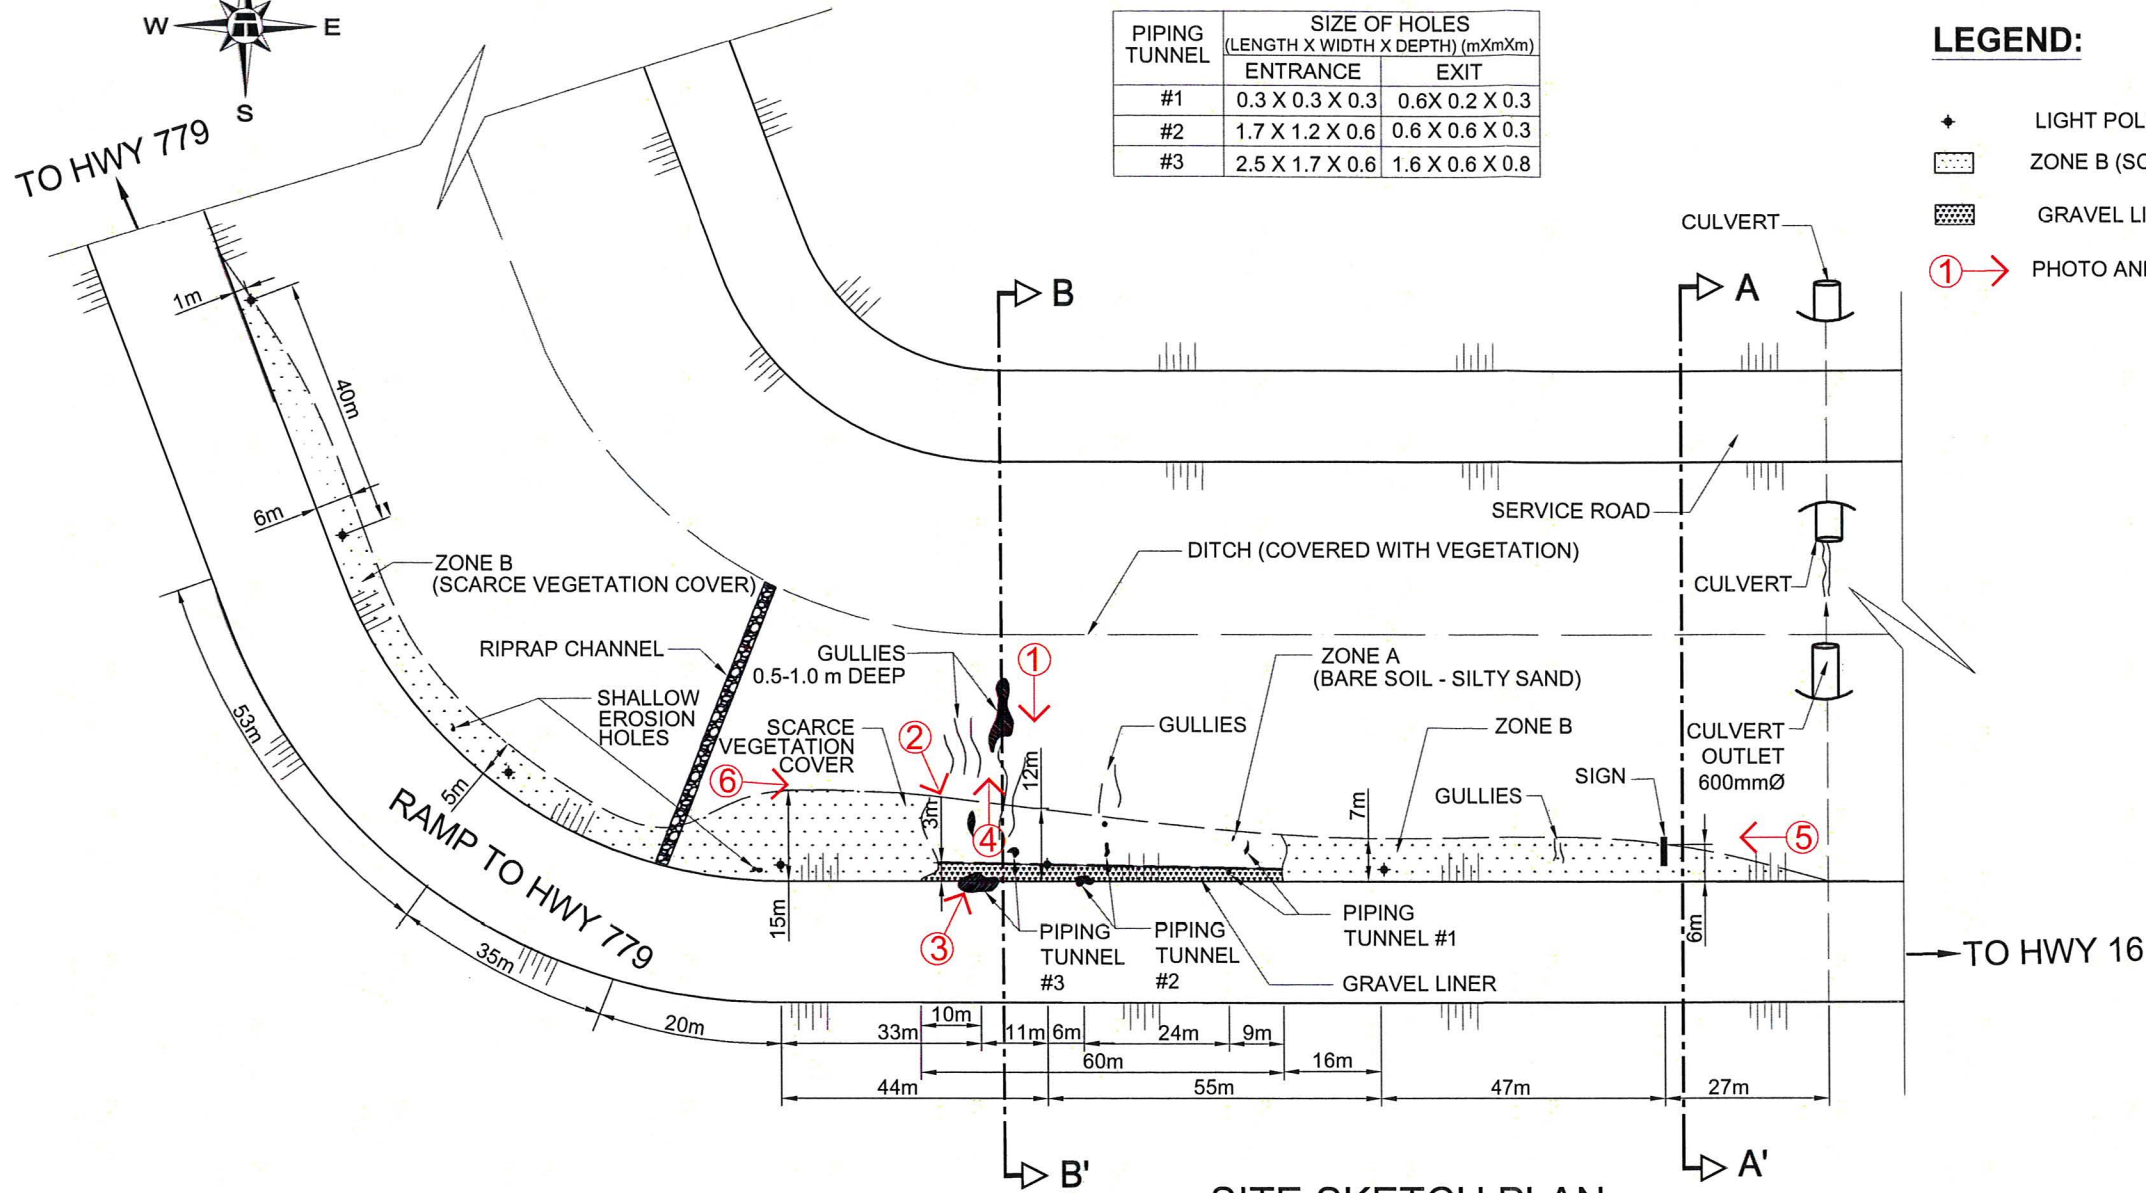 W
E
S
TO HWY 779
PIPING TUNNEL
SIZE OF HOLES
(LENGTH X WIDTH X DEPTH) (mXmXm)
ENTRANCE
EXIT
#1
0.3 X 0.3 X 0.3
0.6X 0.2 X 0.3
#2
1.7 X 1.2 X 0.6
0.6 X 0.6 X 0.3
#3
2.5 X 1.7 X 0.6
1.6 X 0.6 X 0.8
LEGEND:
LIGHT POL
ZONE B (SC
GRAVEL LI
1
PHOTO AN
CULVERT
B
A
1m
40m
6m
SERVICE ROAD
DITCH (COVERED WITH VEGETATION)
CULVERT
ZONE B
(SCARCE VEGETATION COVER)
RIPRAP CHANNEL
GULLIES
0.5-1.0 m DEEP
1
ZONE A
(BARE SOIL - SILTY SAND)
SHALLOW
EROSION
HOLES
53m
5m
SCARCE
VEGETATION
COVER
2
6
3m
4
12m
GULLIES
7m
ZONE B
GULLIES
SIGN
CULVERT
OUTLET
600mmØ
5
RAMP TO HWY 779
15m
3
PIPING
TUNNEL
#3
PIPING
TUNNEL
#2
PIPING
TUNNEL #1
GRAVEL LINER
6m
TO HWY 16
35m
20m
10m
33m
11m
6m
24m
9m
60m
16m
44m
55m
47m
27m
B'
A'
SITE SKETCH PLAN